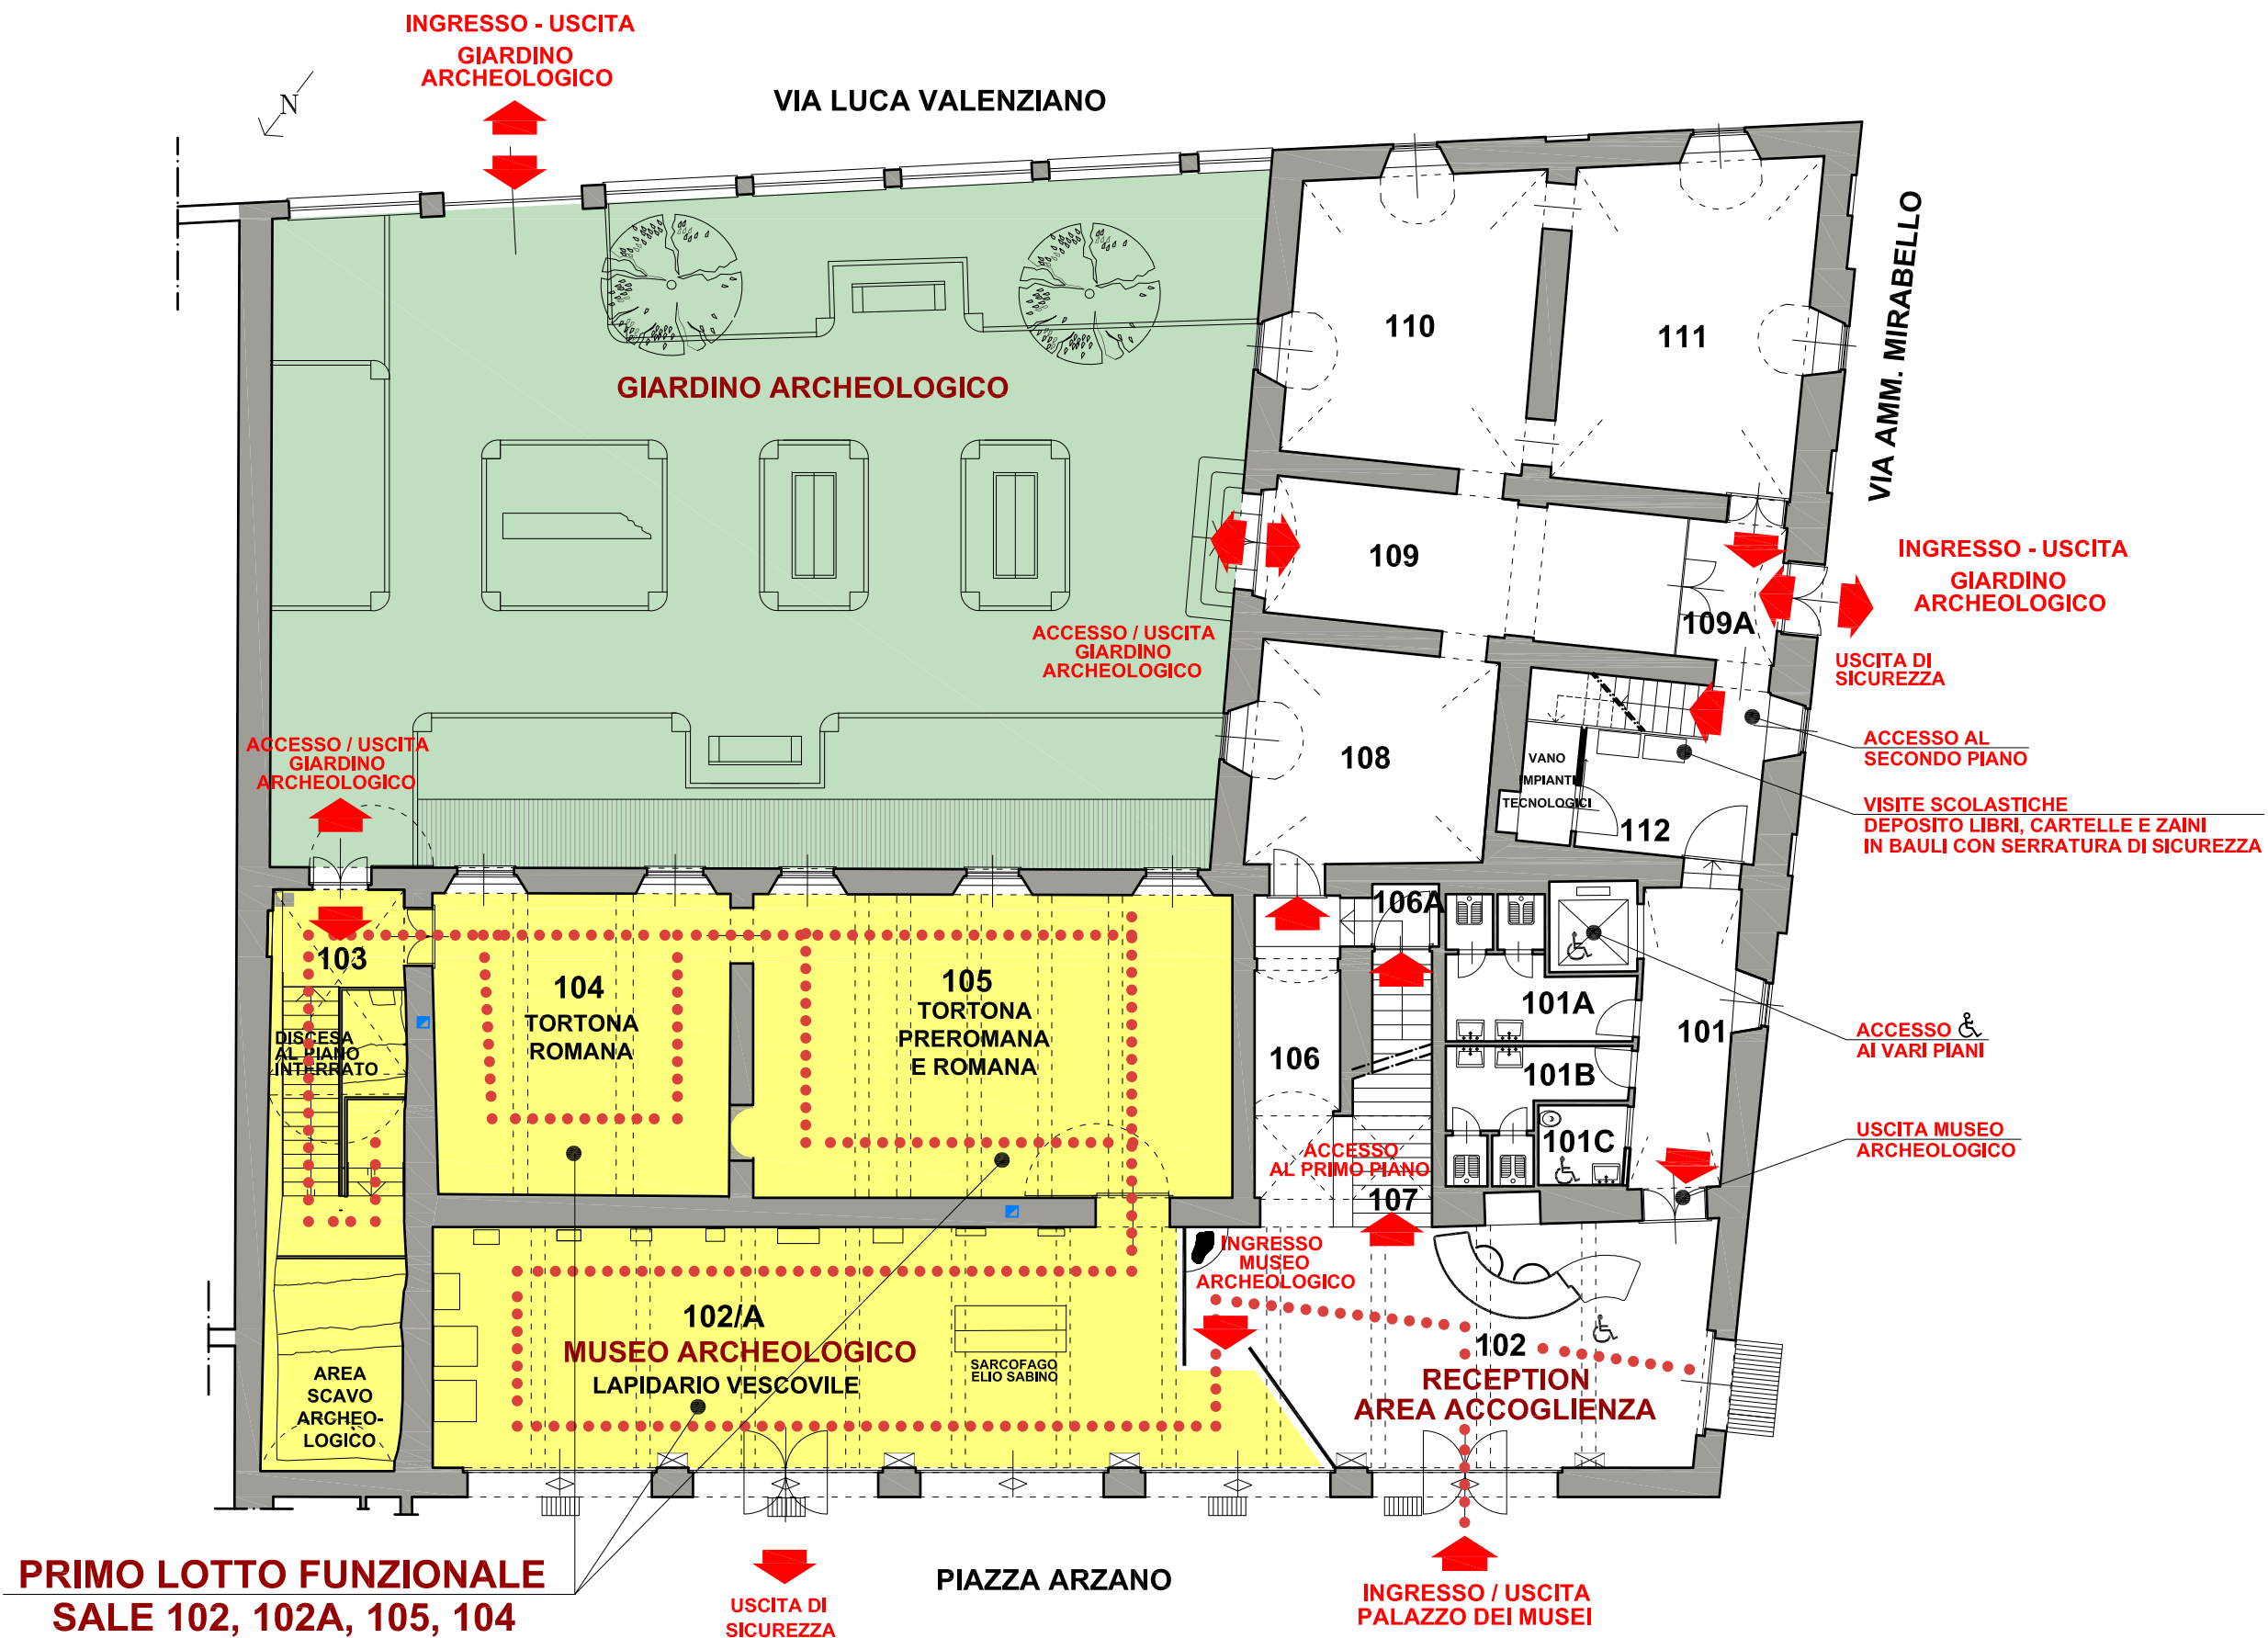 INGRESSO - USCITA
GIARDINO
ARCHEOLOGICO
N
VIA LUCA VALENZIANO
VIA AMM. MIRABELLO
110
111
GIARDINO ARCHEOLOGICO
109
109A
INGRESSO - USCITA
GIARDINO
ARCHEOLOGICO
ACCESSO / USCITA
GIARDINO
ARCHEOLOGICO
USCITA DI
SICUREZZA
ACCESSO / USCITA
GIARDINO
ARCHEOLOGICO
108
VANO
IMPIANTI
TECNOLOGICI
112
ACCESSO AL
SECONDO PIANO
VISITE SCOLASTICHE
DEPOSITO LIBRI, CARTELLE E ZAINI
IN BAULI CON SERRATURA DI SICUREZZA
103
DISCESA
AL PIANO
INTERRATO
104
TORTONA
ROMANA
105
TORTONA
PREROMANA
E ROMANA
106A
106
101A
101B
101C
101
ACCESSO
AI VARI PIANI
USCITA MUSEO
ARCHEOLOGICO
ACCESSO
AL PRIMO PIANO
107
INGRESSO
MUSEO
ARCHEOLOGICO
102/A
MUSEO ARCHEOLOGICO
LAPIDARIO VESCOVILE
SARCOFAGO
ELIO SABINO
102
RECEPTION
AREA ACCOGLIENZA
AREA
SCAVO
ARCHEO-
LOGICO
PRIMO LOTTO FUNZIONALE
SALE 102, 102A, 105, 104
USCITA DI
SICUREZZA
PIAZZA ARZANO
INGRESSO / USCITA
PALAZZO DEI MUSEI